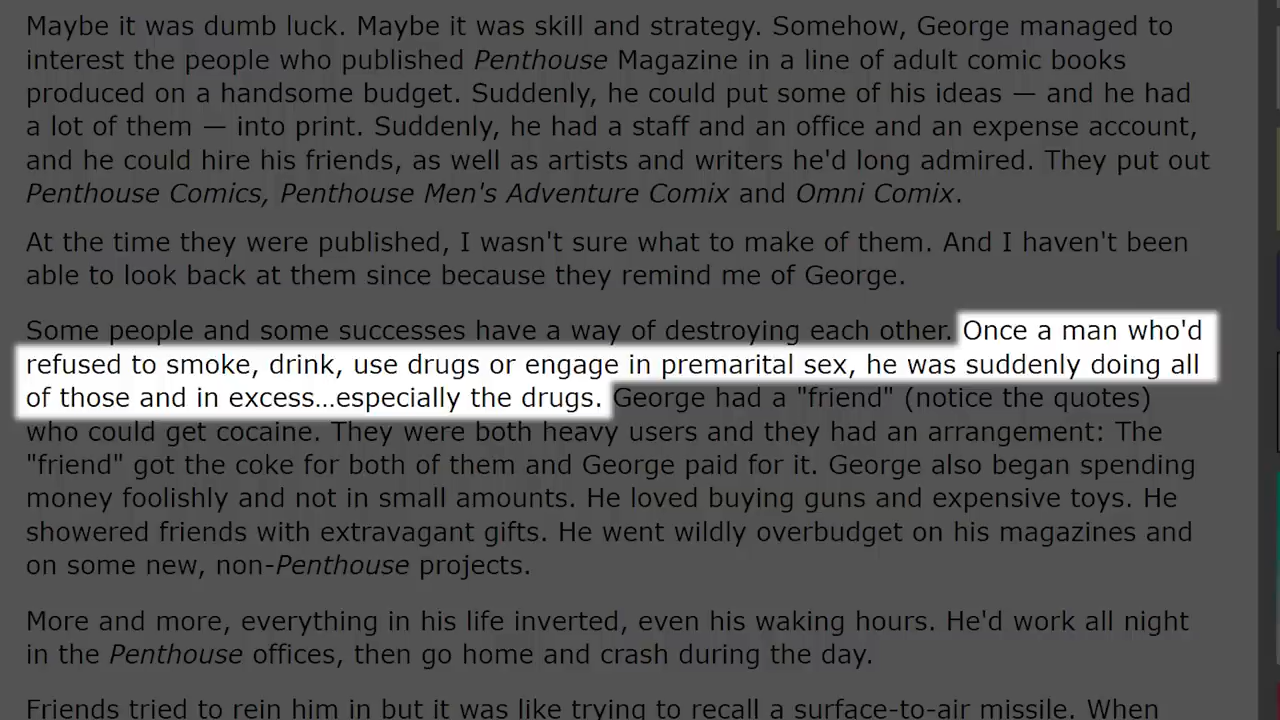 Maybe it was dumb luck. Maybe it was skill and strategy. Somehow, George managed to
interest the people who published Penthouse Magazine in a line of adult comic books
produced on a handsome budget. Suddenly, he could put some of his ideas — and he had
a lot of them — into print. Suddenly, he had a staff and an office and an expense account,
and he could hire his friends, as well as artists and writers he'd long admired. They put out
Penthouse Comics, Penthouse Men's Adventure Comix and Omni Comix.
At the time they were published, I wasn't sure what to make of them. And I haven't been
able to look back at them since because they remind me of George.
Some people and some successes have a way of destroying each other. Once a man who'd
refused to smoke, drink, use drugs or engage in premarital sex, he was suddenly doing all
of those and in excess...especially the drugs. George had a "friend" (notice the quotes)
who could get cocaine. They were both heavy users and they had an arrangement: The
"friend" got the coke for both of them and George paid for it. George also began spending
money foolishly and not in small amounts. He loved buying guns and expensive toys. He
showered friends with extravagant gifts. He went wildly overbudget on his magazines and
on some new, non-Penthouse projects.
More and more, everything in his life inverted, even his waking hours. He'd work all night
in the Penthouse offices, then go home and crash during the day.
Friends tried to rein him in but it was like trying to recall a surface-to-air missile. When